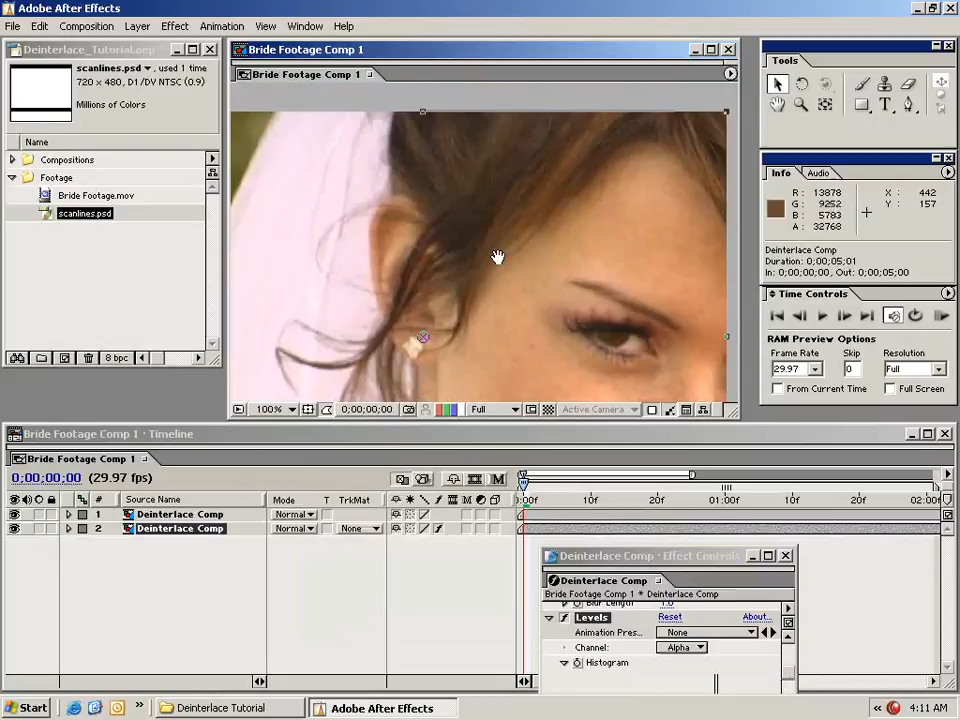 Adobe After Effects
File Edit Composition Layer Effect Animation View Window Help
Deinterlace_Tutorial.aep
scanlines.psd , used 1 time
720 x 480, D1/DV NTSC (0.9)
Millions of Colors
Name
Compositions
Footage
Bride Footage.mov
scanlines.psd
8 bpc
Bride Footage Comp 1
Bride Footage Comp 1
100% 0;00;00;00 Full Active Camera
Tools
Info Audio
R : 13878 X : 442
G : 9252 Y : 157
B : 5783
A : 32768
Deinterlace Comp
Duration: 0;00;05;01
In: 0;00;00;00, Out: 0;00;05;00
Time Controls
RAM Preview Options
Frame Rate Skip Resolution
29.97 0 Full
From Current Time Full Screen
Bride Footage Comp 1 · Timeline
Bride Footage Comp 1
0;00;00;00 (29.97 fps)
# Source Name Mode T TrkMat
:00f 10f 20f 01:00f 10f 20f 02:00f
1 Deinterlace Comp Normal
2 Deinterlace Comp Normal None
Deinterlace Comp · Effect Controls
Deinterlace Comp
Bride Footage Comp 1 * Deinterlace Comp
Blur Length 1.0
Levels Reset About...
Animation Pres... None
Channel: Alpha
Histogram
Start Deinterlace Tutorial Adobe After Effects 4:11 AM